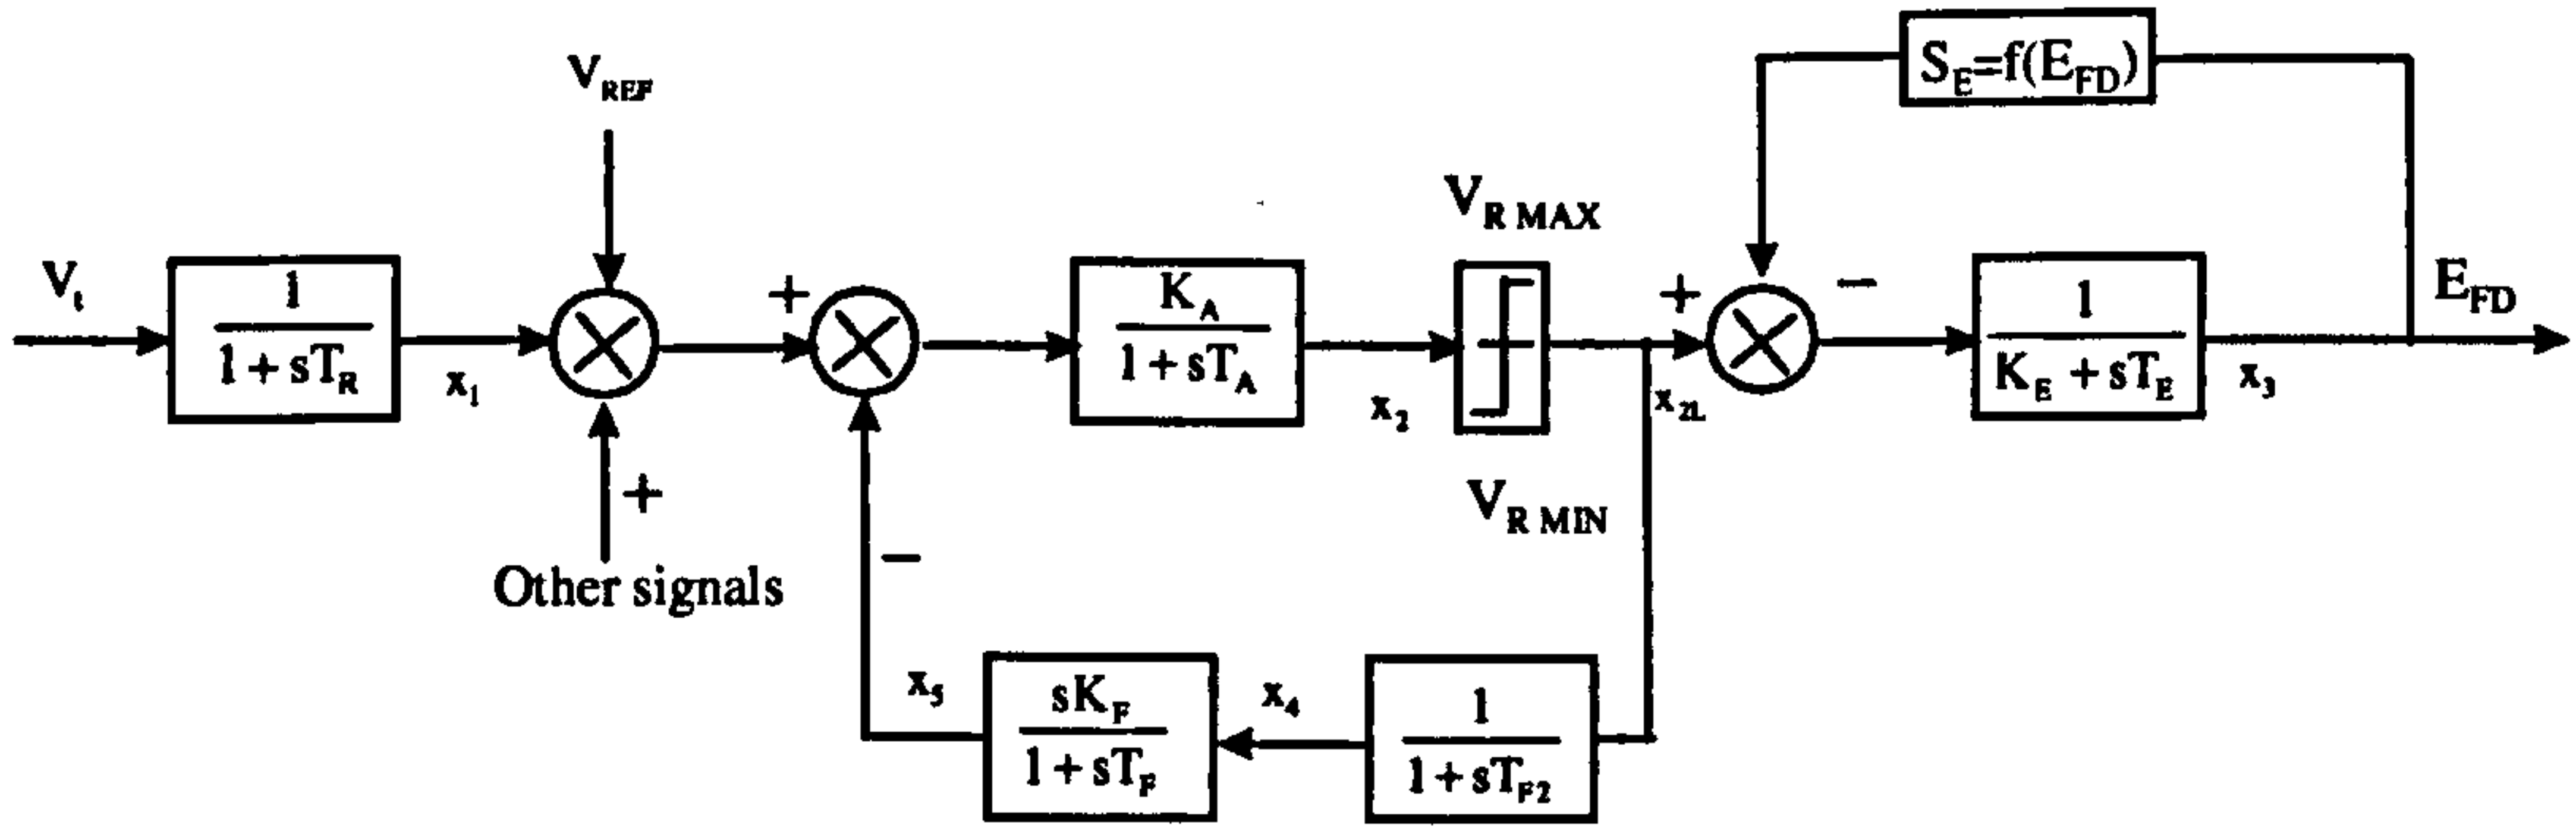 S_E=f(E_FD)
V_REF
V_R MAX
V_t
1
1 + sT_R
x_1
+
K_A
1 + sT_A
x_2
x_2L
+
−
1
K_E + sT_E
x_3
E_FD
+
Other signals
V_R MIN
−
x_5
sK_F
1 + sT_F
x_4
1
1 + sT_F2